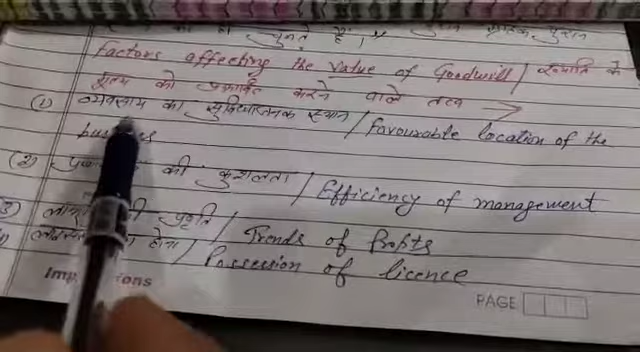 चुनते हैं।
Factors affecting the Value of Goodwill / ख्याति के
मूल्य को प्रभावित करने वाले तत्व →
(1) व्यवसाय का सुविधाजनक स्थान / Favourable location of the
(2) की कुशलता / Efficiency of management
(3) प्रवृति / Trends of Profits
होना / Possession of licence
PAGE